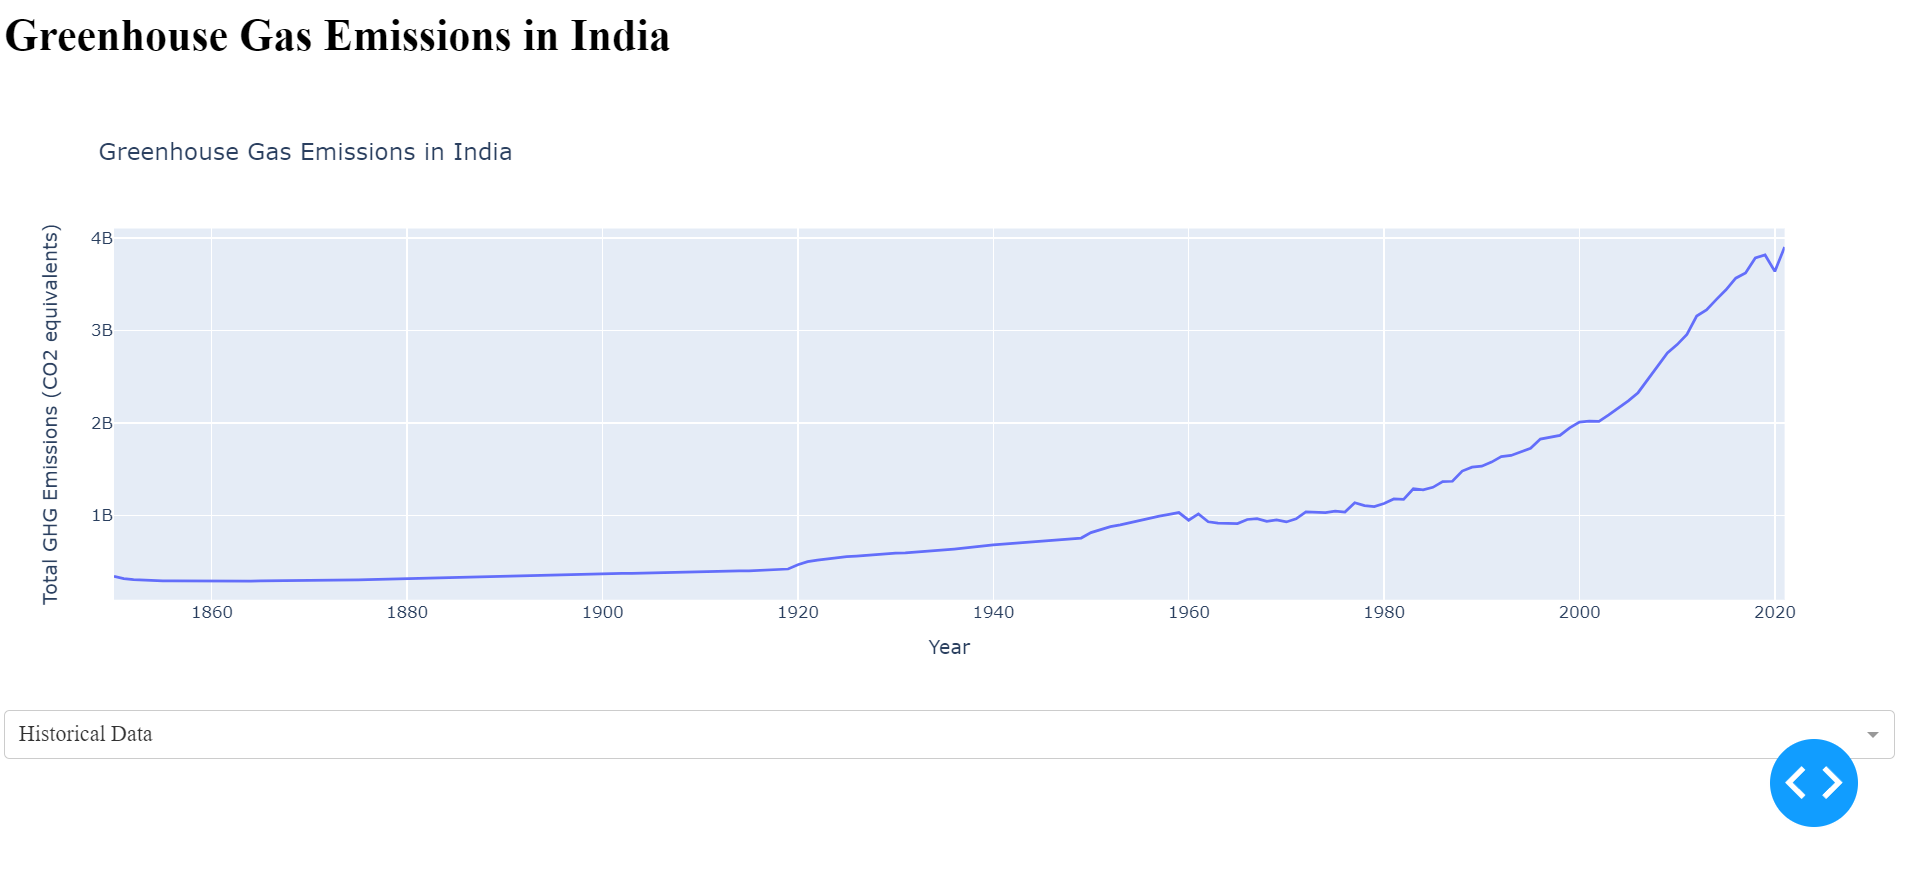 Greenhouse Gas Emissions in India
Greenhouse Gas Emissions in India
Total GHG Emissions (CO2 equivalents)
4B
3B
2B
1B
1860 1880 1900 1920 1940 1960 1980 2000 2020
Year
Historical Data